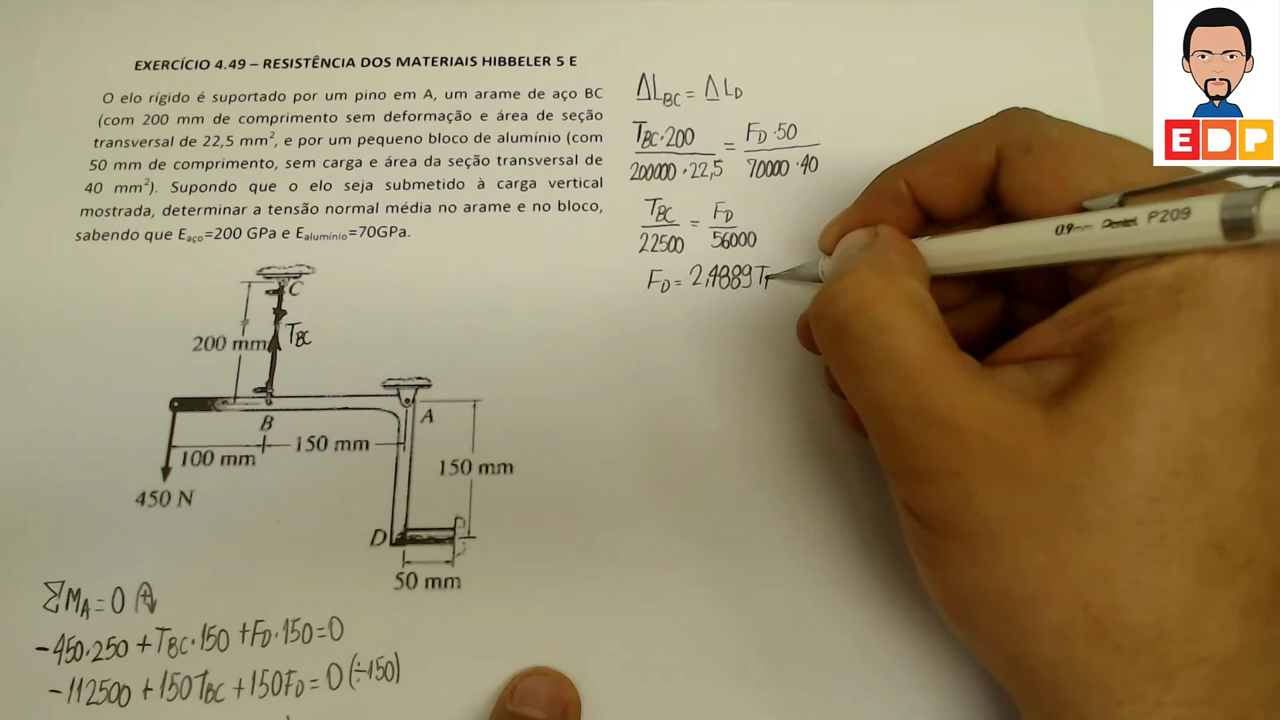 EXERCÍCIO 4.49 – RESISTÊNCIA DOS MATERIAIS HIBBELER 5 E
O elo rígido é suportado por um pino em A, um arame de aço BC
(com 200 mm de comprimento sem deformação e área de seção
transversal de 22,5 mm², e por um pequeno bloco de alumínio (com
50 mm de comprimento, sem carga e área da seção transversal de
40 mm²). Supondo que o elo seja submetido à carga vertical
mostrada, determinar a tensão normal média no arame e no bloco,
sabendo que Eaço=200 GPa e Ealumínio=70GPa.
C
200 mm
TBC
B
A
100 mm
150 mm
150 mm
450 N
D
50 mm
ΣMA = 0
-450·250 + TBC·150 + FD·150 = 0
-112500 + 150TBC + 150FD = 0 (÷150)
ΔLBC = ΔLD
TBC·200 / 200000·22,5 = FD·50 / 70000·40
TBC / 22500 = FD / 56000
FD = 2,4889T
0.9mm Pentel P209
EDP